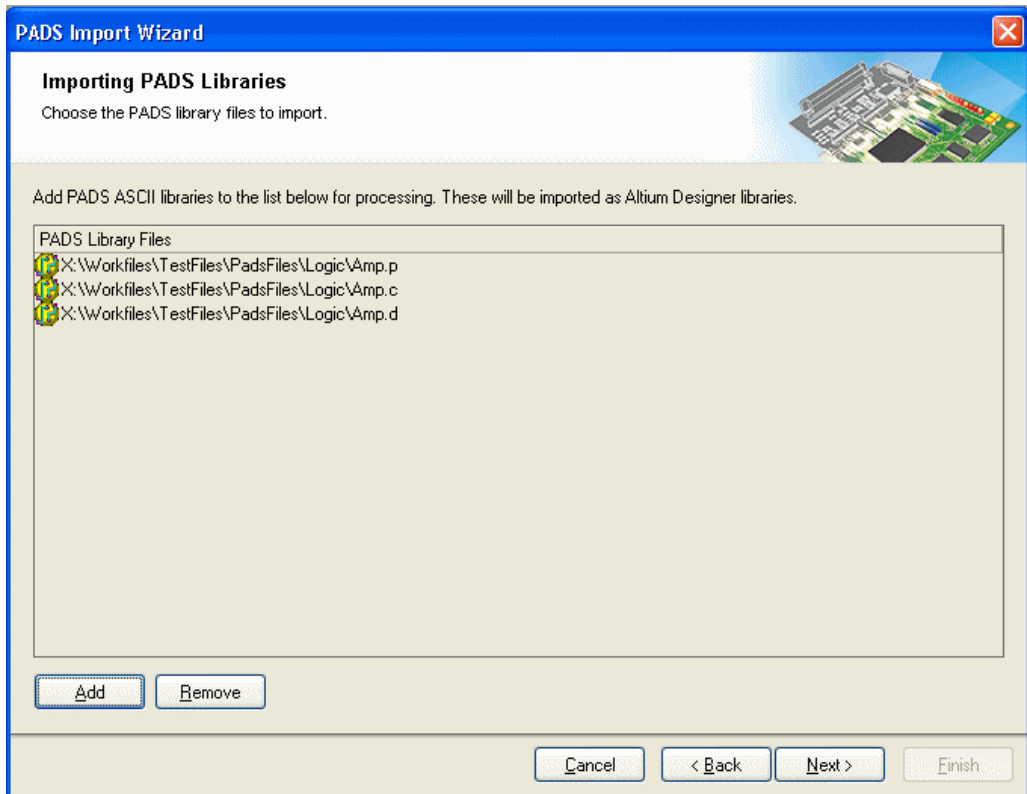 PADS Import Wizard
Importing PADS Libraries
Choose the PADS library files to import.
Add PADS ASCII libraries to the list below for processing. These will be imported as Altium Designer libraries.
PADS Library Files
X:\Workfiles\TestFiles\PadsFiles\Logic\Amp.p
X:\Workfiles\TestFiles\PadsFiles\Logic\Amp.c
X:\Workfiles\TestFiles\PadsFiles\Logic\Amp.d
Add Remove
Cancel < Back Next > Finish